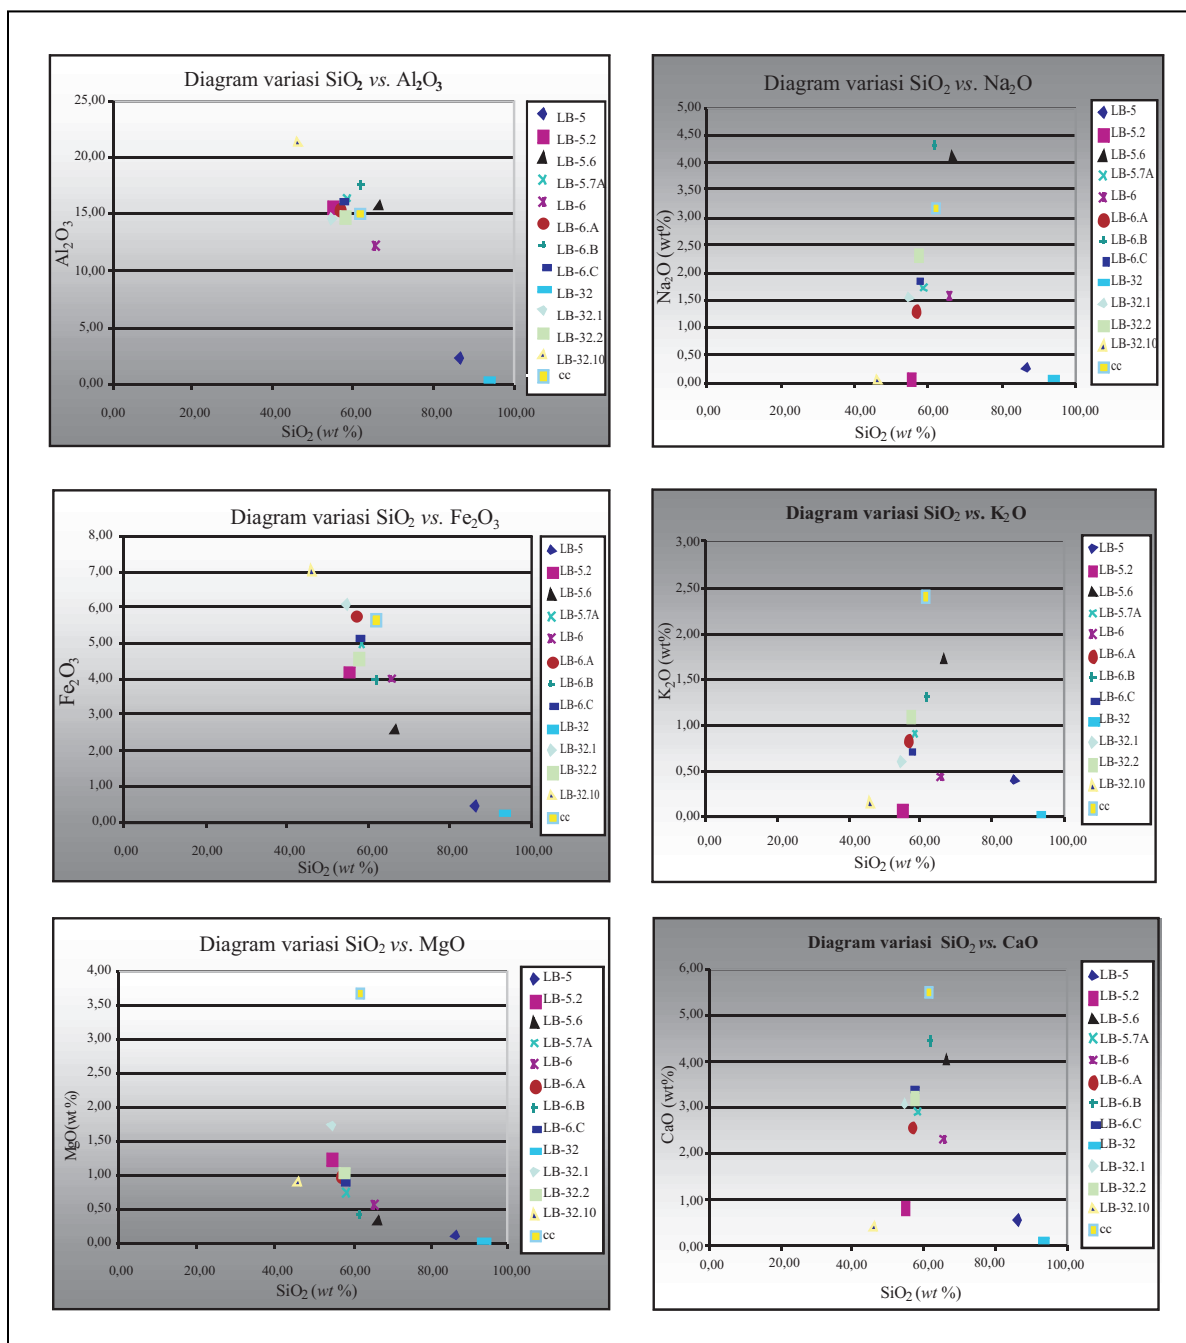 Diagram variasi SiO₂ vs. Al₂O₃
25,00
20,00
15,00
10,00
5,00
0,00
Al₂O₃
0,00 20,00 40,00 60,00 80,00 100,00
SiO₂ (wt %)
LB-5
LB-5.2
LB-5.6
LB-5.7A
LB-6
LB-6.A
LB-6.B
LB-6.C
LB-32
LB-32.1
LB-32.2
LB-32.10
cc
Diagram variasi SiO₂ vs. Na₂O
5,00
4,50
4,00
3,50
3,00
2,50
2,00
1,50
1,00
0,50
0,00
Na₂O (wt%)
0,00 20,00 40,00 60,00 80,00 100,00
SiO₂ (wt %)
LB-5
LB-5.2
LB-5.6
LB-5.7A
LB-6
LB-6.A
LB-6.B
LB-6.C
LB-32
LB-32.1
LB-32.2
LB-32.10
cc
Diagram variasi SiO₂ vs. Fe₂O₃
8,00
7,00
6,00
5,00
4,00
3,00
2,00
1,00
0,00
Fe₂O₃
0,00 20,00 40,00 60,00 80,00 100,00
SiO₂ (wt %)
LB-5
LB-5.2
LB-5.6
LB-5.7A
LB-6
LB-6.A
LB-6.B
LB-6.C
LB-32
LB-32.1
LB-32.2
LB-32.10
cc
Diagram variasi SiO₂ vs. K₂O
3,00
2,50
2,00
1,50
1,00
0,50
0,00
K₂O (wt%)
0,00 20,00 40,00 60,00 80,00 100,00
SiO₂ (wt %)
LB-5
LB-5.2
LB-5.6
LB-5.7A
LB-6
LB-6.A
LB-6.B
LB-6.C
LB-32
LB-32.1
LB-32.2
LB-32.10
cc
Diagram variasi SiO₂ vs. MgO
4,00
3,50
3,00
2,50
2,00
1,50
1,00
0,50
0,00
MgO (wt %)
0,00 20,00 40,00 60,00 80,00 100,00
SiO₂ (wt %)
LB-5
LB-5.2
LB-5.6
LB-5.7A
LB-6
LB-6.A
LB-6.B
LB-6.C
LB-32
LB-32.1
LB-32.2
LB-32.10
cc
Diagram variasi SiO₂ vs. CaO
6,00
5,00
4,00
3,00
2,00
1,00
0,00
CaO (wt%)
0,00 20,00 40,00 60,00 80,00 100,00
SiO₂ (wt %)
LB-5
LB-5.2
LB-5.6
LB-5.7A
LB-6
LB-6.A
LB-6.B
LB-6.C
LB-32
LB-32.1
LB-32.2
LB-32.10
cc